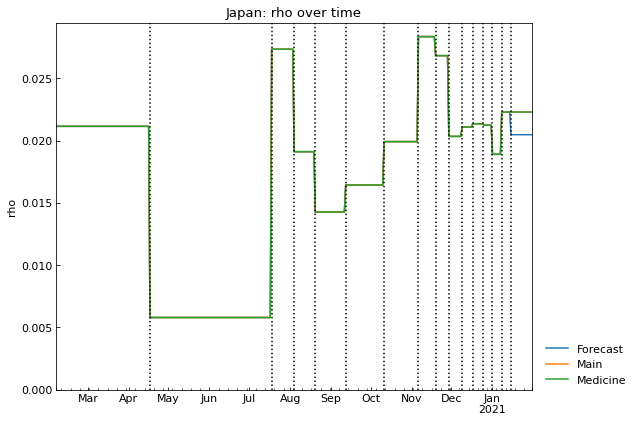 Japan: rho over time
0.025
0.020
0.015
0.010
0.005
0.000
rho
Mar Apr May Jun Jul Aug Sep Oct Nov Dec Jan
2021
Forecast
Main
Medicine